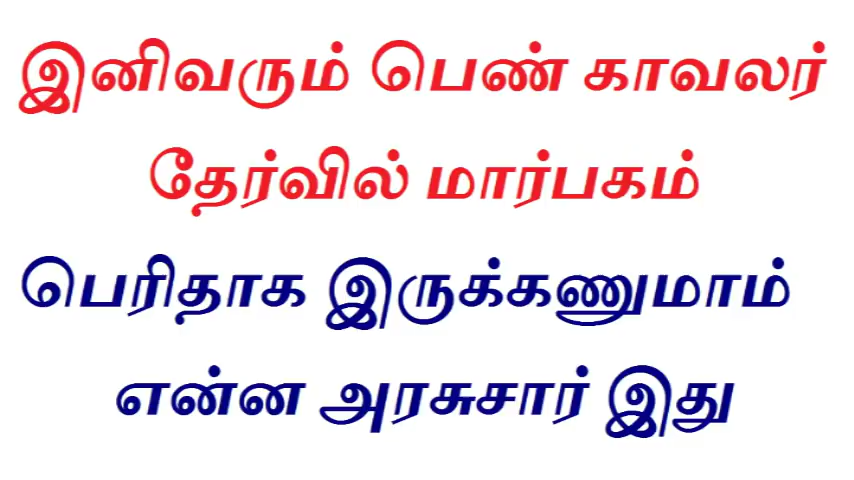 இனிவரும் பெண் காவலர்
தேர்வில் மார்பகம்
பெரிதாக இருக்கணுமாம்
என்ன அரசுசார் இது